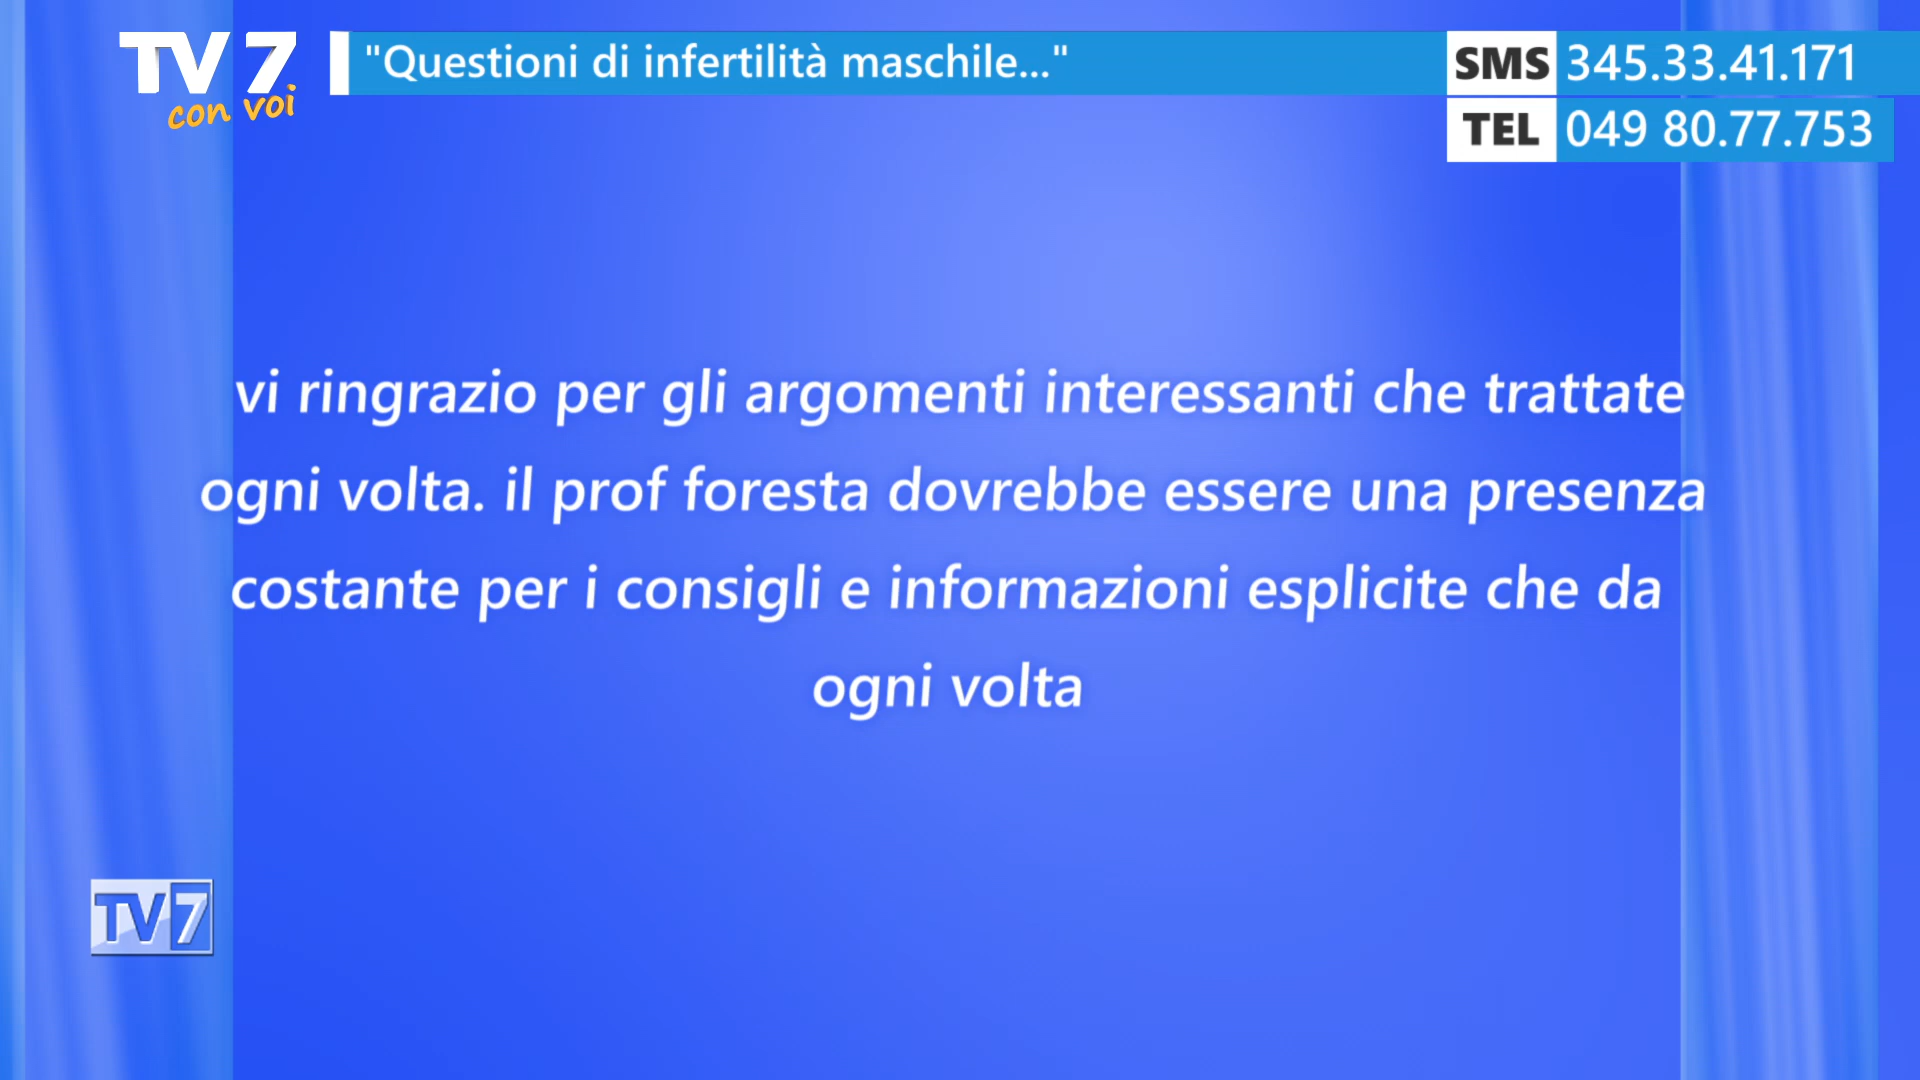 TV 7
con voi
"Questioni di infertilità maschile..."
SMS 345.33.41.171
TEL 049 80.77.753
vi ringrazio per gli argomenti interessanti che trattate
ogni volta. il prof foresta dovrebbe essere una presenza
costante per i consigli e informazioni esplicite che da
ogni volta
TV7